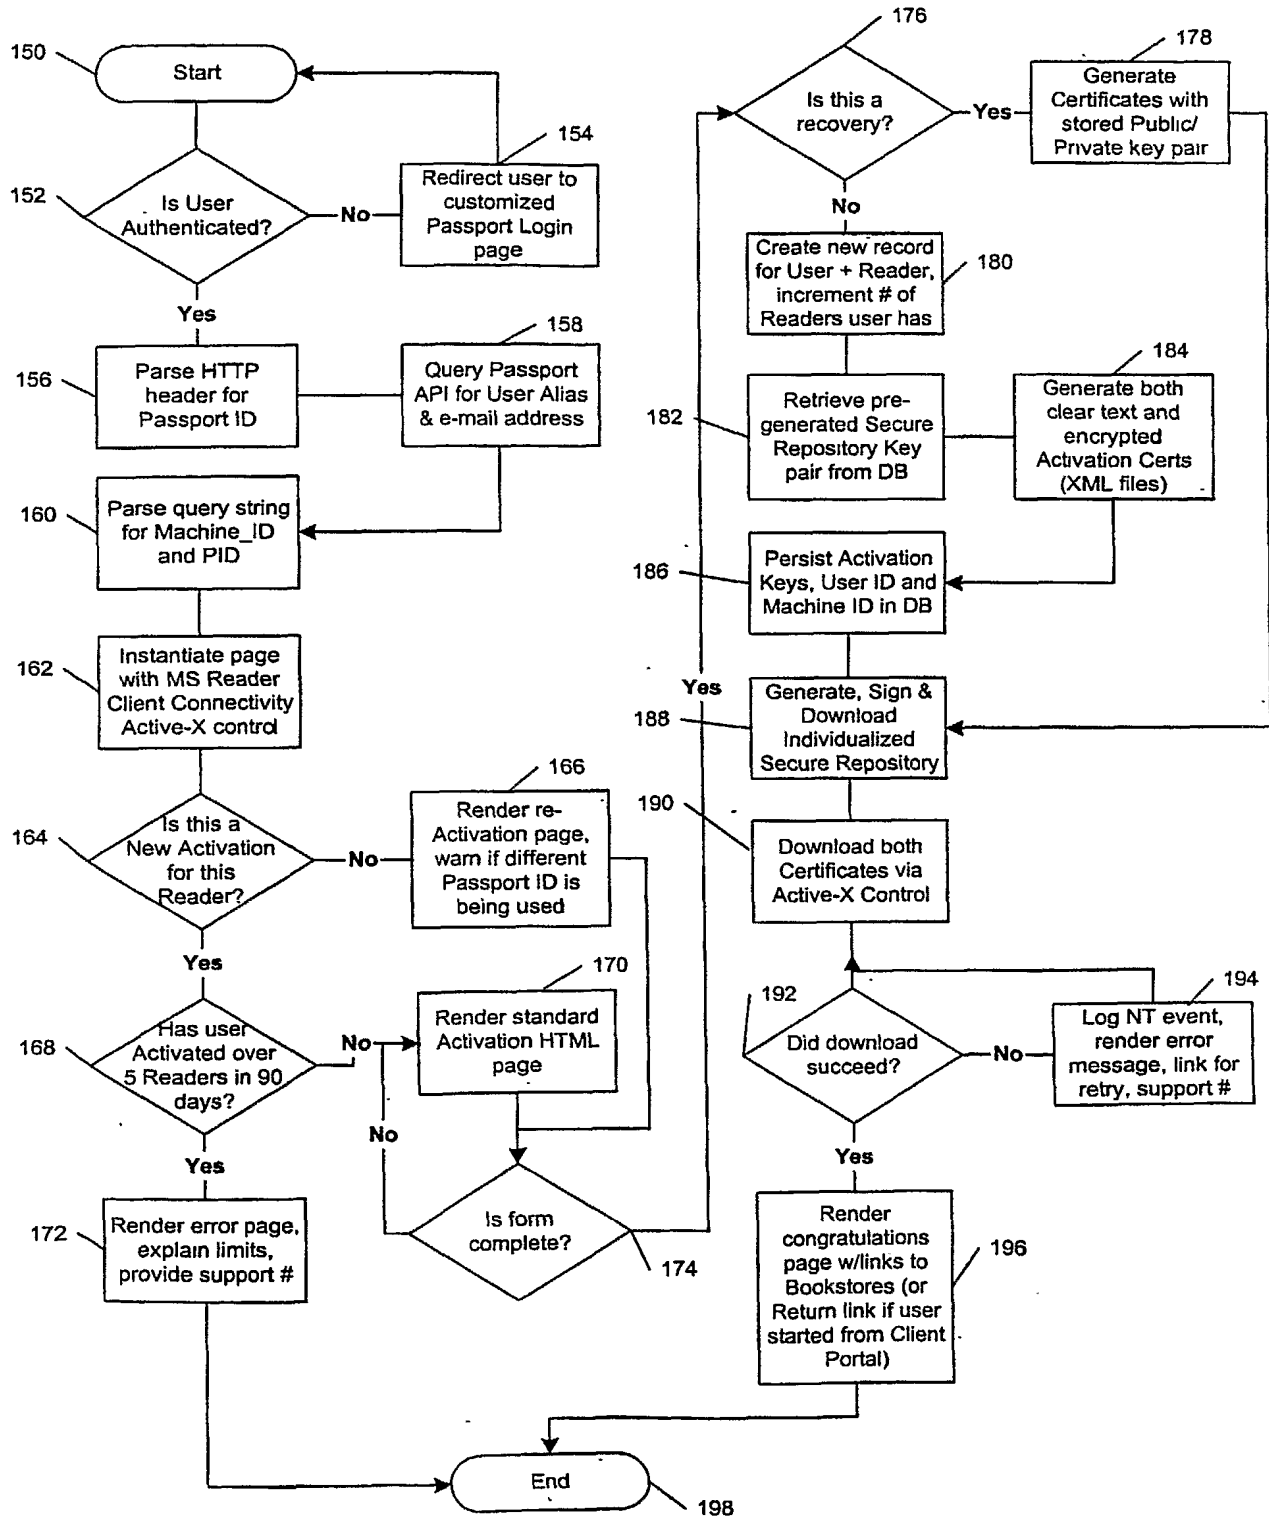 150
Start
154
Redirect user to
customized
Passport Login
page
152
Is User
Authenticated?
No
Yes
156
Parse HTTP
header for
Passport ID
158
Query Passport
API for User Alias
& e-mail address
160
Parse query string
for Machine_ID
and PID
162
Instantiate page
with MS Reader
Client Connectivity
Active-X control
164
Is this a
New Activation
for this
Reader?
No
166
Render re-
Activation page,
warn if different
Passport ID is
being used
Yes
168
Has user
Activated over
5 Readers in 90
days?
No
170
Render standard
Activation HTML
page
No
Yes
172
Render error page,
explain limits,
provide support #
Is form
complete?
174
Yes
176
Is this a
recovery?
Yes
178
Generate
Certificates with
stored Public/
Private key pair
No
Create new record
for User + Reader,
increment # of
Readers user has
180
182
Retrieve pre-
generated Secure
Repository Key
pair from DB
184
Generate both
clear text and
encrypted
Activation Certs
(XML files)
186
Persist Activation
Keys, User ID and
Machine ID in DB
188
Generate, Sign &
Download
Individualized
Secure Repository
190
Download both
Certificates via
Active-X Control
192
Did download
succeed?
No
194
Log NT event,
render error
message, link for
retry, support #
Yes
Render
congratulations
page w/links to
Bookstores (or
Return link if user
started from Client
Portal)
196
End
198